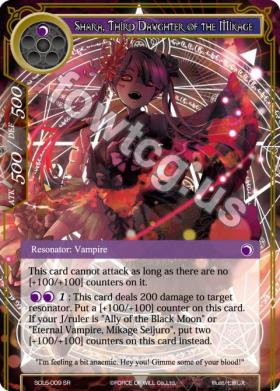 Shara, Third Daughter of the Mikage
ATK 500 / DEF 500
fowtcg.us
Resonator: Vampire
This card cannot attack as long as there are no
[+100/+100] counters on it.
1 : This card deals 200 damage to target
resonator. Put a [+100/+100] counter on this card.
If your J/ruler is "Ally of the Black Moon" or
"Eternal Vampire, Mikage Seijuro", put two
[+100/+100] counters on this card instead.
"I'm feeling a bit anaemic. Hey you! Gimme some of your blood!"
SDL5-009 SR
©FORCE OF WILL Co.,Ltd.